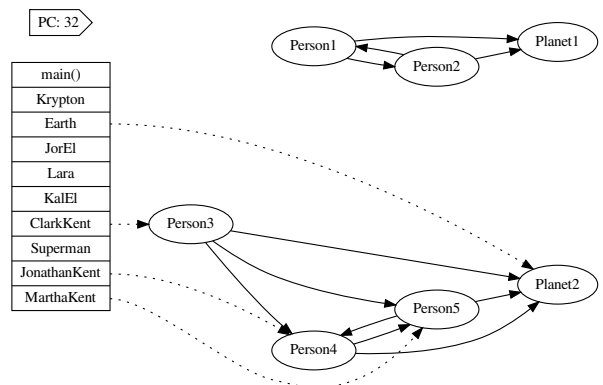 PC: 32
main()
Krypton
Earth
JorEl
Lara
KalEl
ClarkKent
Superman
JonathanKent
MarthaKent
Person1
Person2
Planet1
Person3
Planet2
Person5
Person4